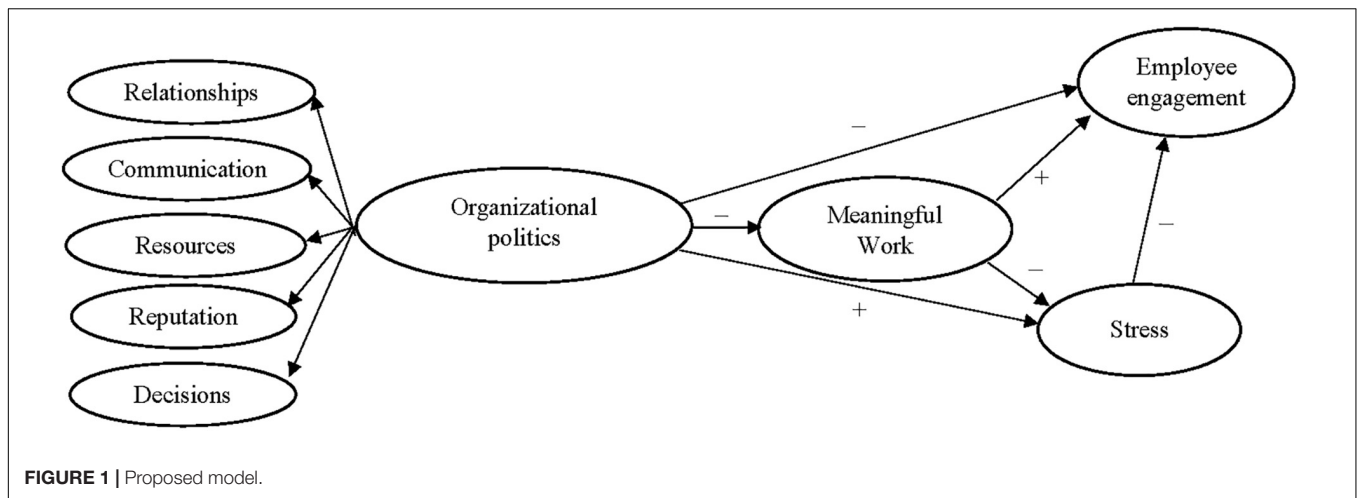 Relationships
Communication
Resources
Reputation
Decisions
Organizational
politics
−
−
+
Meaningful
Work
+
−
−
Employee
engagement
Stress
FIGURE 1 | Proposed model.